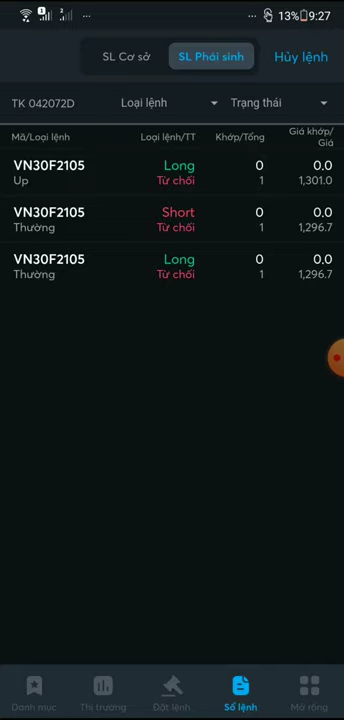 1 2 ... ... 13% 9:27
SL Cơ sở SL Phái sinh Hủy lệnh
TK 042072D Loại lệnh Trạng thái
Mã/Loại lệnh Loại lệnh/TT Khớp/Tổng Giá khớp/
Giá
VN30F2105 Long 0 0.0
Up Từ chối 1 1,301.0
VN30F2105 Short 0 0.0
Thường Từ chối 1 1,296.7
VN30F2105 Long 0 0.0
Thường Từ chối 1 1,296.7
Danh mục Thị trường Đặt lệnh Sổ lệnh Mở rộng